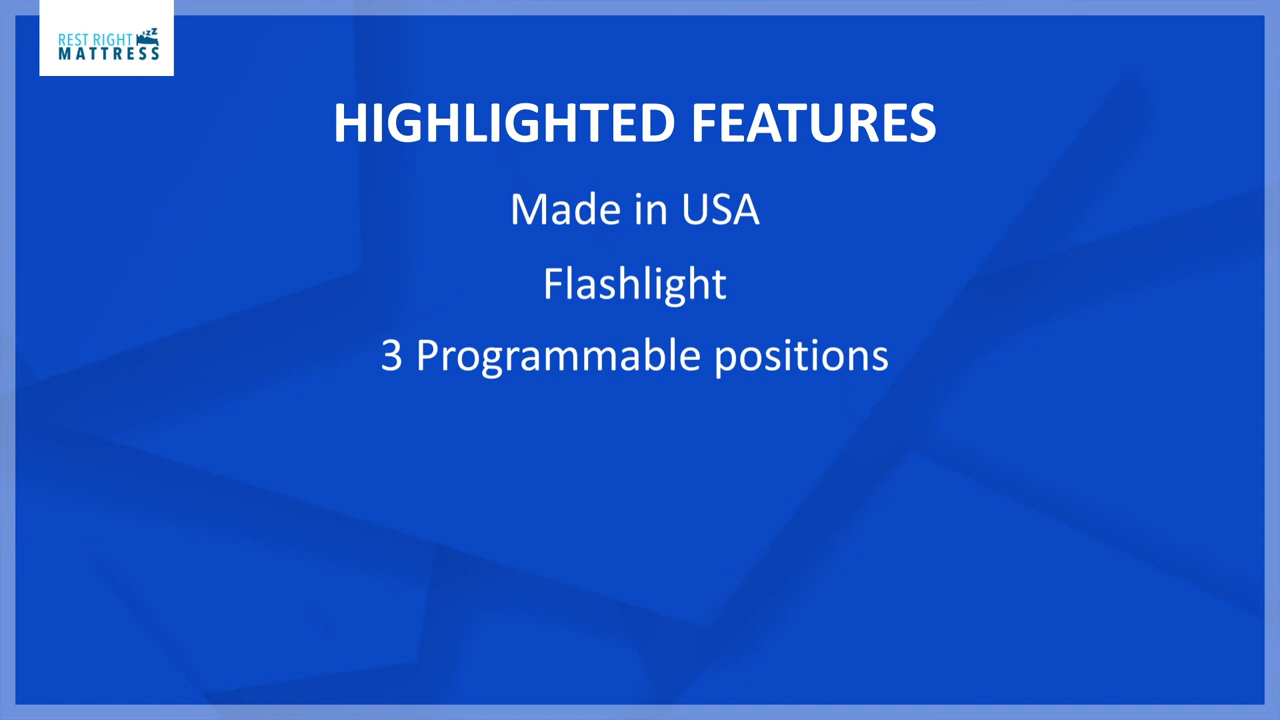 REST RIGHT
MATTRESS
HIGHLIGHTED FEATURES
Made in USA
Flashlight
3 Programmable positions